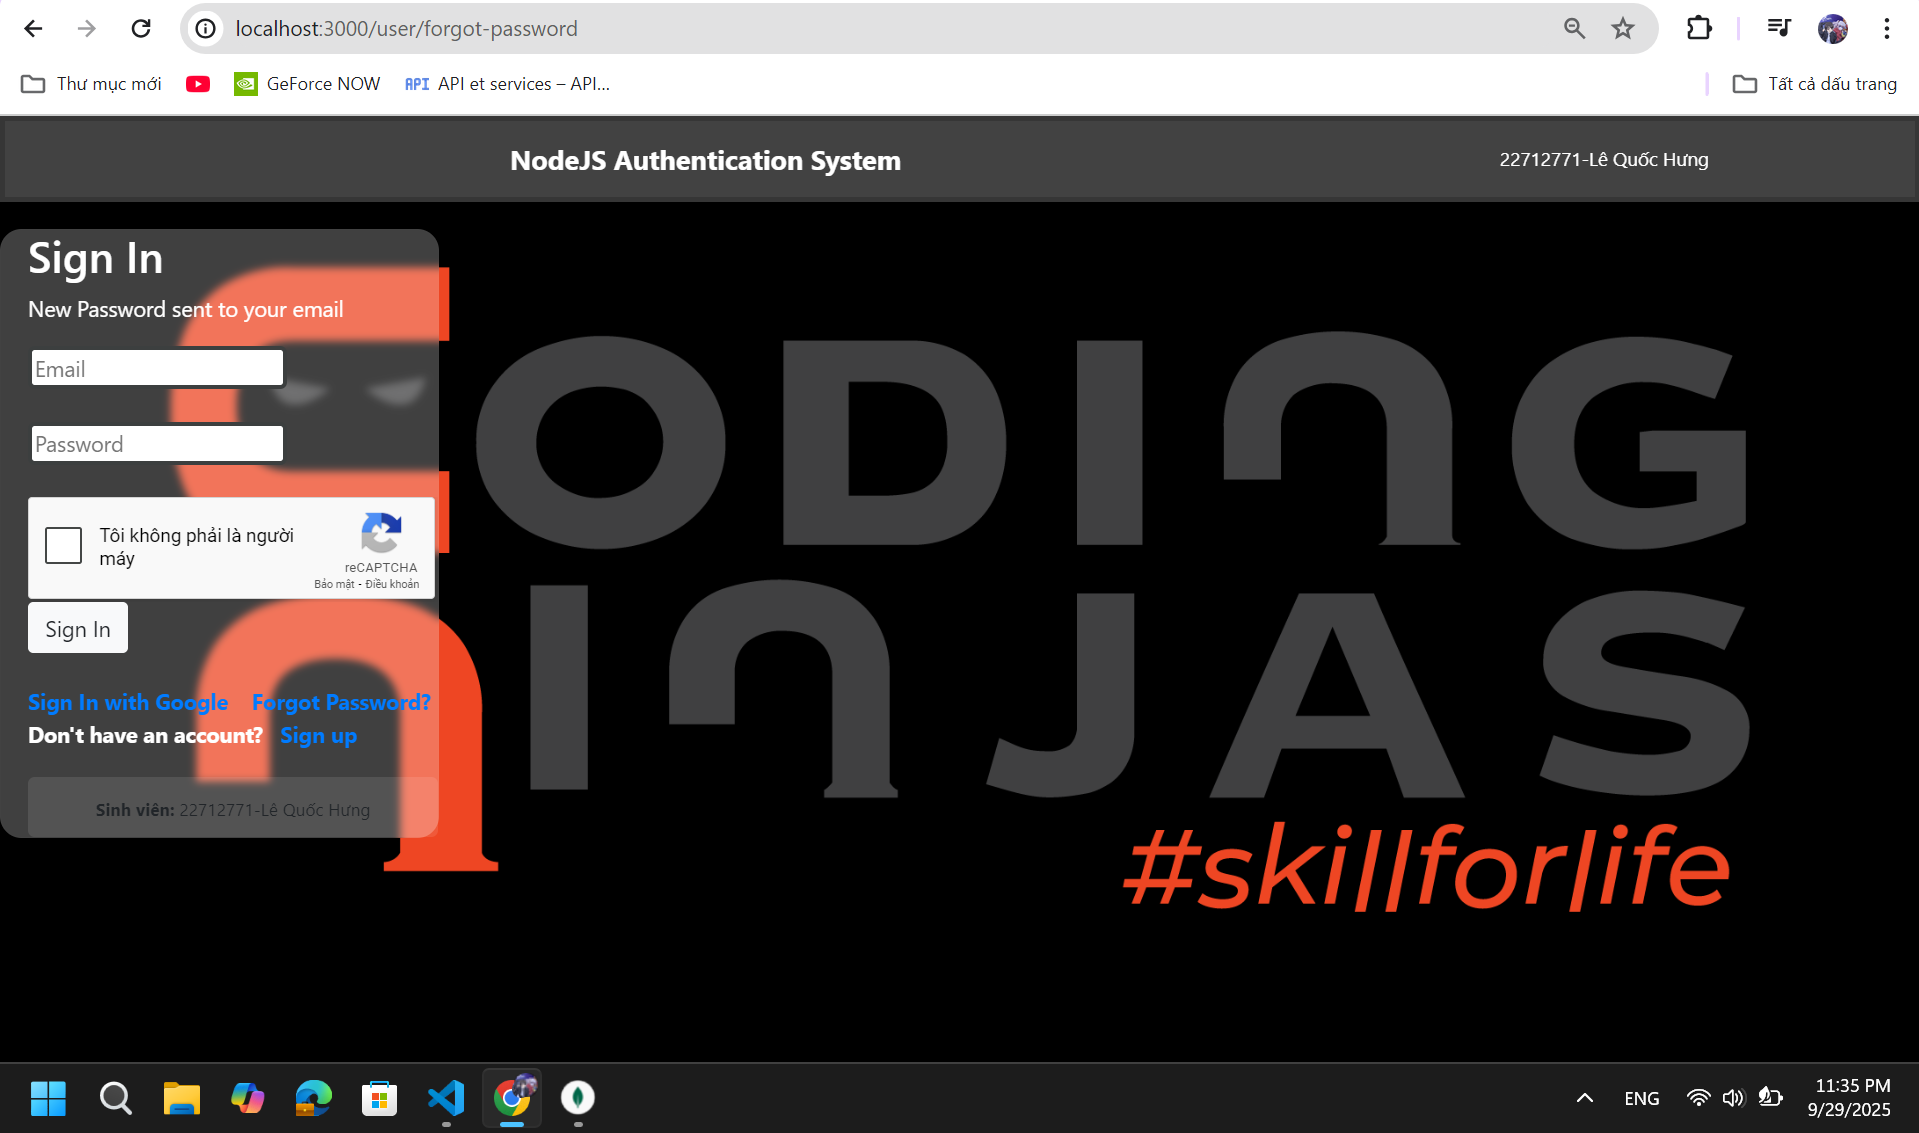 localhost:3000/user/forgot-password
Thư mục mới
GeForce NOW
API API et services – API...
Tất cả dấu trang
NodeJS Authentication System
22712771-Lê Quốc Hưng
Sign In
New Password sent to your email
Email
Password
Tôi không phải là người
máy
reCAPTCHA
Bảo mật - Điều khoản
Sign In
Sign In with Google Forgot Password?
Don't have an account? Sign up
Sinh viên: 22712771-Lê Quốc Hưng
CODING
NINJAS
#skillforlife
ENG
11:35 PM
9/29/2025